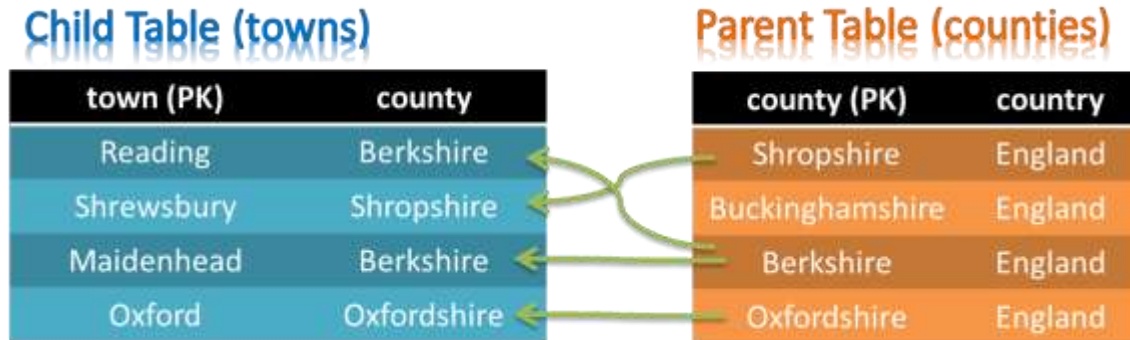 Child Table (towns)
town (PK) county
Reading Berkshire
Shrewsbury Shropshire
Maidenhead Berkshire
Oxford Oxfordshire
Parent Table (counties)
county (PK) country
Shropshire England
Buckinghamshire England
Berkshire England
Oxfordshire England